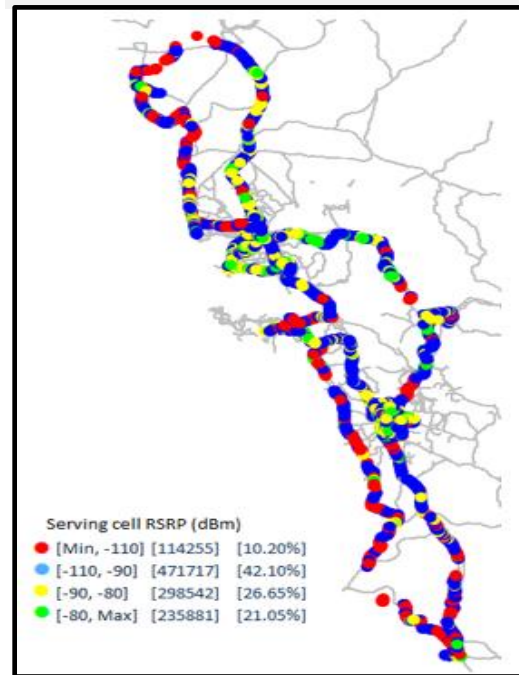 Serving cell RSRP (dBm)
[Min, -110] [114255] [10.20%]
[-110, -90] [471717] [42.10%]
[-90, -80] [298542] [26.65%]
[-80, Max] [235881] [21.05%]